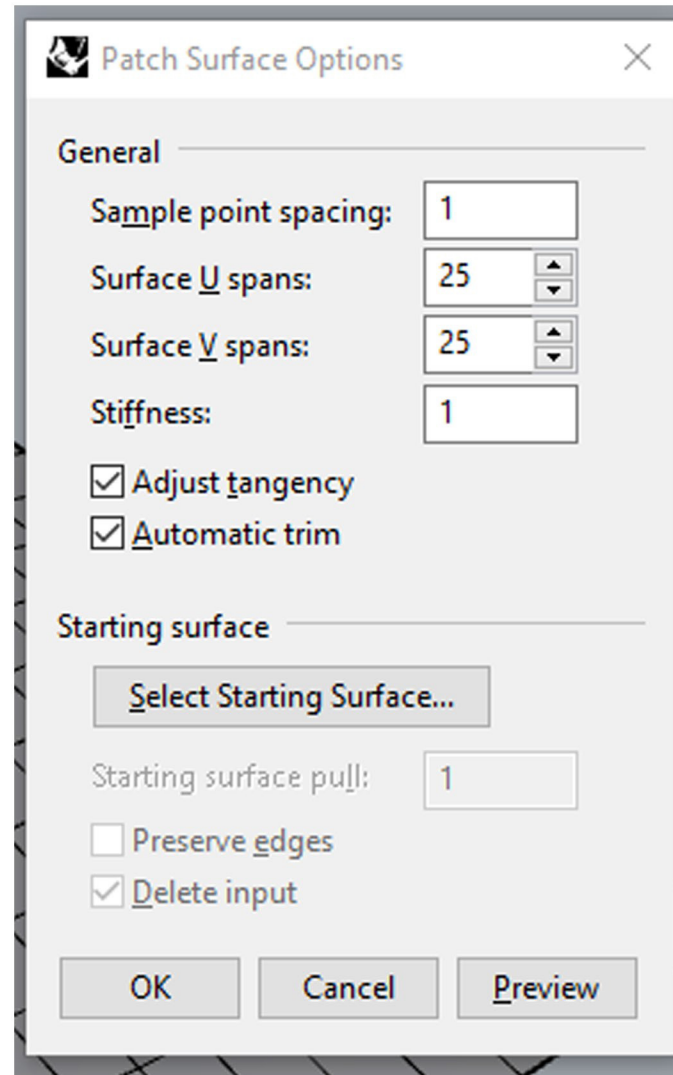 Patch Surface Options
General
Sample point spacing: 1
Surface U spans: 25
Surface V spans: 25
Stiffness: 1
Adjust tangency
Automatic trim
Starting surface
Select Starting Surface...
Starting surface pull: 1
Preserve edges
Delete input
OK Cancel Preview